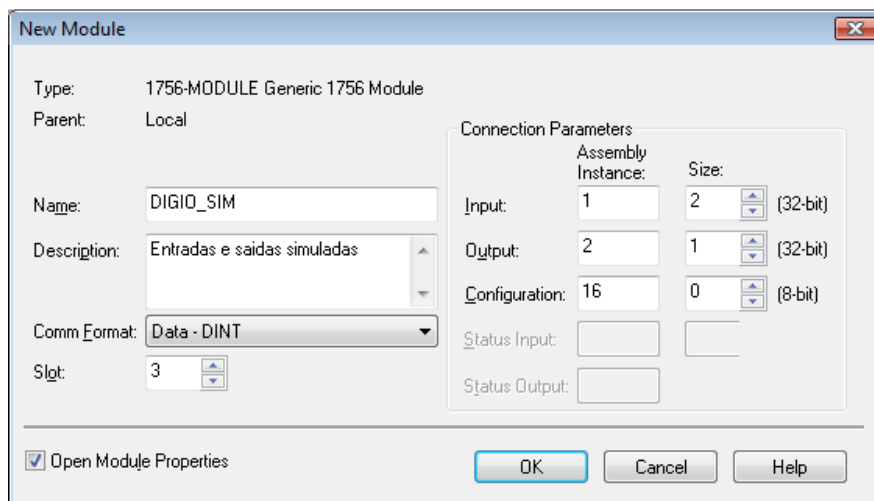 New Module
Type: 1756-MODULE Generic 1756 Module
Parent: Local
Connection Parameters
Assembly Instance: Size:
Name: DIGIO_SIM
Input: 1 2 (32-bit)
Description: Entradas e saidas simuladas
Output: 2 1 (32-bit)
Configuration: 16 0 (8-bit)
Comm Format: Data - DINT
Status Input:
Slot: 3
Status Output:
Open Module Properties
OK Cancel Help